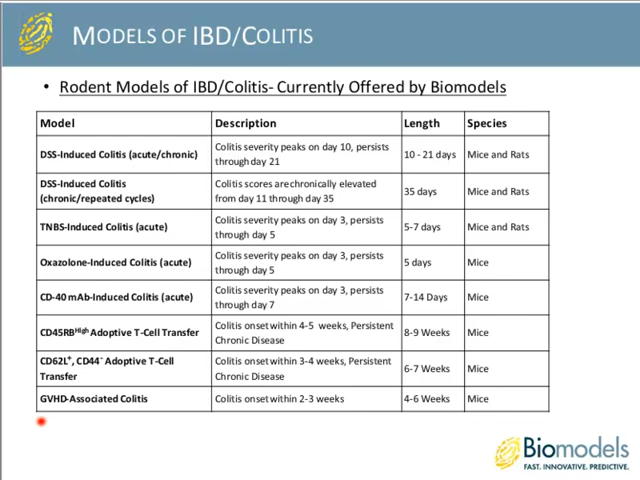 MODELS OF IBD/COLITIS
• Rodent Models of IBD/Colitis- Currently Offered by Biomodels
Model Description Length Species
DSS-Induced Colitis (acute/chronic) Colitis severity peaks on day 10, persists through day 21 10 - 21 days Mice and Rats
DSS-Induced Colitis (chronic/repeated cycles) Colitis scores are chronically elevated from day 11 through day 35 35 days Mice and Rats
TNBS-Induced Colitis (acute) Colitis severity peaks on day 3, persists through day 5 5-7 days Mice and Rats
Oxazolone-Induced Colitis (acute) Colitis severity peaks on day 3, persists through day 5 5 days Mice
CD-40 mAb-Induced Colitis (acute) Colitis severity peaks on day 3, persists through day 7 7-14 Days Mice
CD45RBHigh Adoptive T-Cell Transfer Colitis onset within 4-5 weeks, Persistent Chronic Disease 8-9 Weeks Mice
CD62L+, CD44- Adoptive T-Cell Transfer Colitis onset within 3-4 weeks, Persistent Chronic Disease 6-7 Weeks Mice
GVHD-Associated Colitis Colitis onset within 2-3 weeks 4-6 Weeks Mice
Biomodels
FAST. INNOVATIVE. PREDICTIVE.